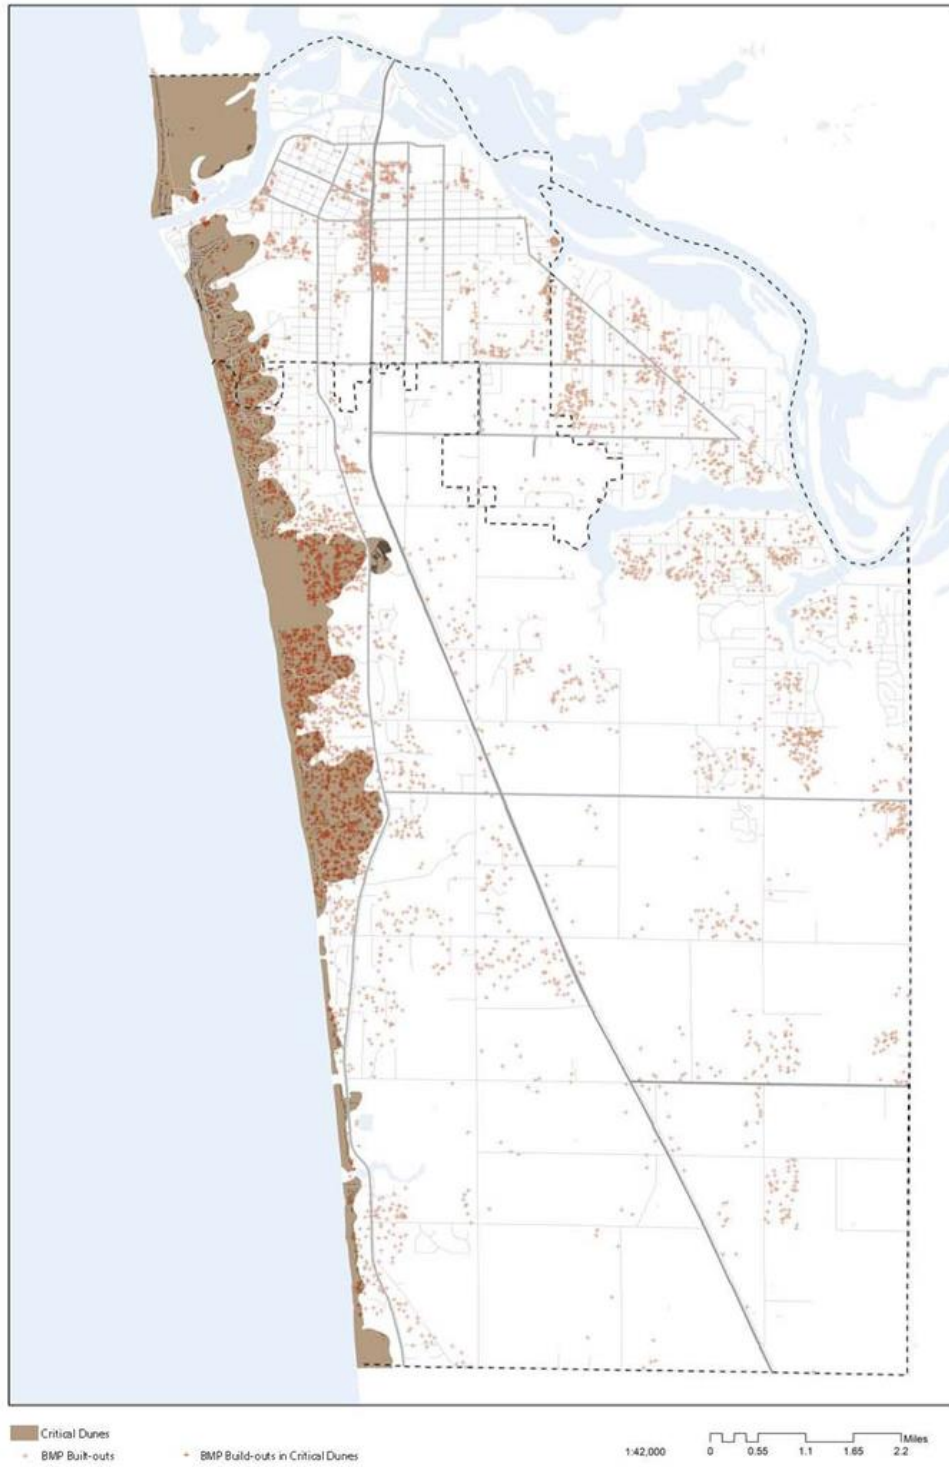 Critical Dunes
BMP Built-outs
BMP Build-outs in Critical Dunes
1:42,000
Miles
0 0.55 1.1 1.65 2.2